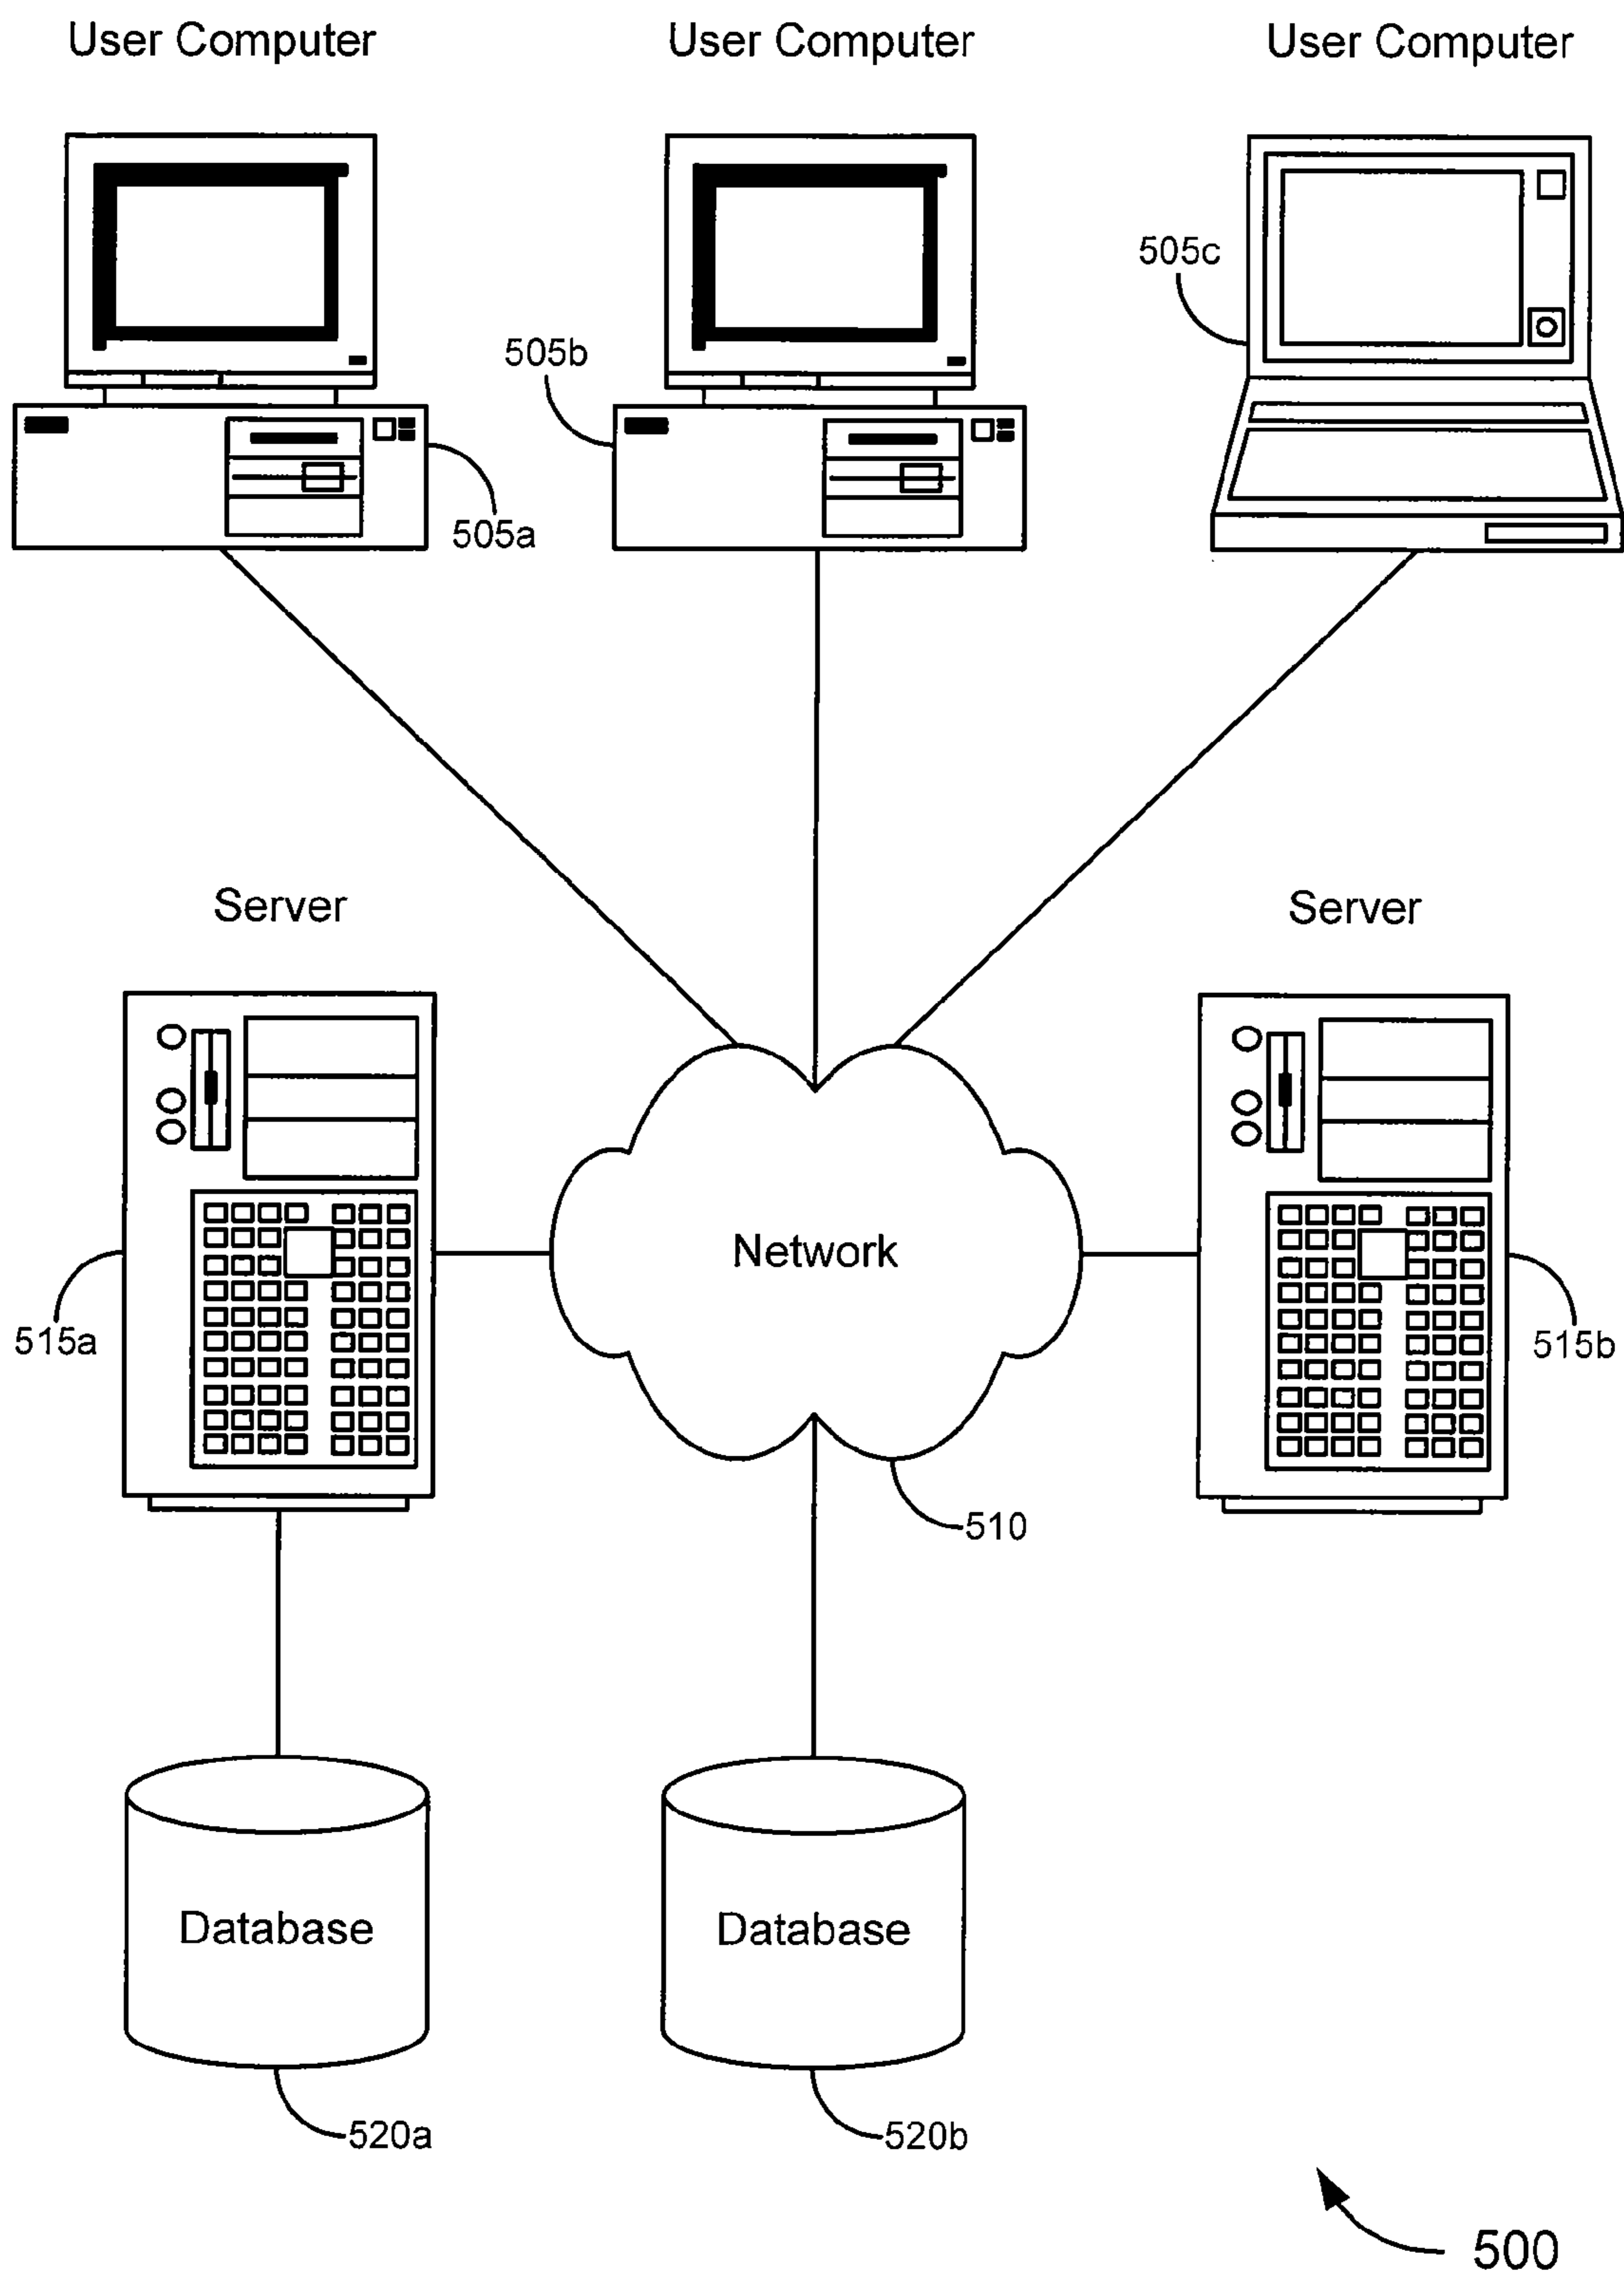 User Computer
User Computer
User Computer
505c
505b
505a
Server
Server
Network
515a
515b
510
Database
Database
520a
520b
500